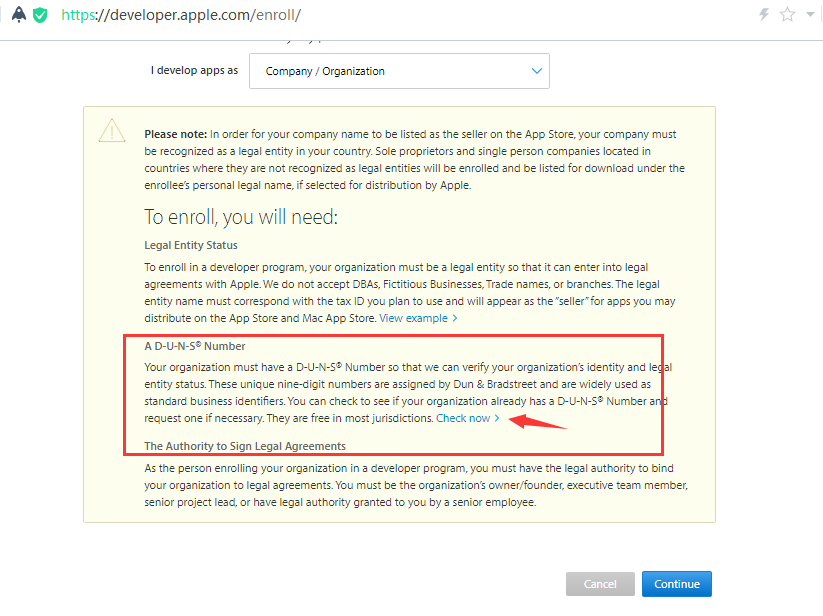 https://developer.apple.com/enroll/
I develop apps as
Company / Organization
Please note: In order for your company name to be listed as the seller on the App Store, your company must
be recognized as a legal entity in your country. Sole proprietors and single person companies located in
countries where they are not recognized as legal entities will be enrolled and be listed for download under the
enrollee's personal legal name, if selected for distribution by Apple.
To enroll, you will need:
Legal Entity Status
To enroll in a developer program, your organization must be a legal entity so that it can enter into legal
agreements with Apple. We do not accept DBAs, Fictitious Businesses, Trade names, or branches. The legal
entity name must correspond with the tax ID you plan to use and will appear as the “seller” for apps you may
distribute on the App Store and Mac App Store. View example >
A D-U-N-S® Number
Your organization must have a D-U-N-S® Number so that we can verify your organization's identity and legal
entity status. These unique nine-digit numbers are assigned by Dun & Bradstreet and are widely used as
standard business identifiers. You can check to see if your organization already has a D-U-N-S® Number and
request one if necessary. They are free in most jurisdictions. Check now >
The Authority to Sign Legal Agreements
As the person enrolling your organization in a developer program, you must have the legal authority to bind
your organization to legal agreements. You must be the organization's owner/founder, executive team member,
senior project lead, or have legal authority granted to you by a senior employee.
Cancel
Continue